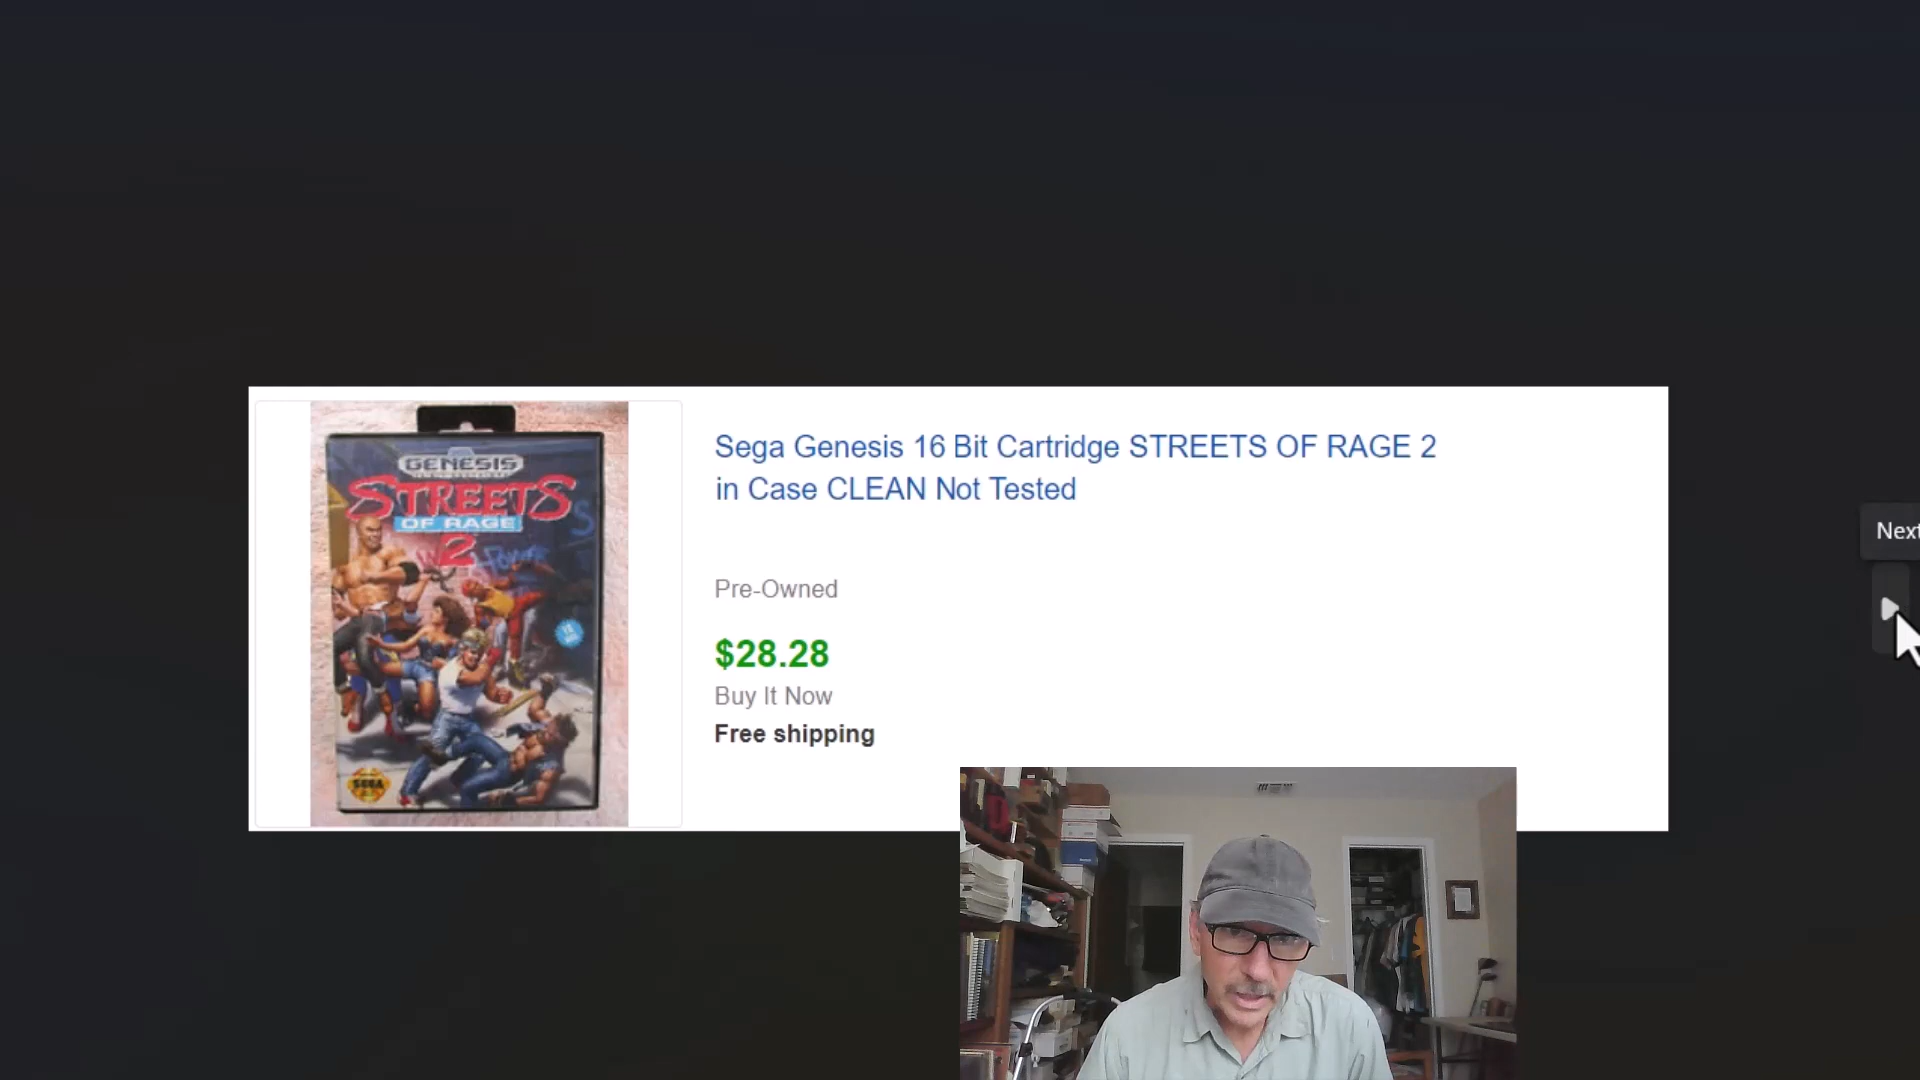 GENESIS
STREETS
OF RAGE
2
SEGA
Sega Genesis 16 Bit Cartridge STREETS OF RAGE 2
in Case CLEAN Not Tested
Pre-Owned
$28.28
Buy It Now
Free shipping
Next